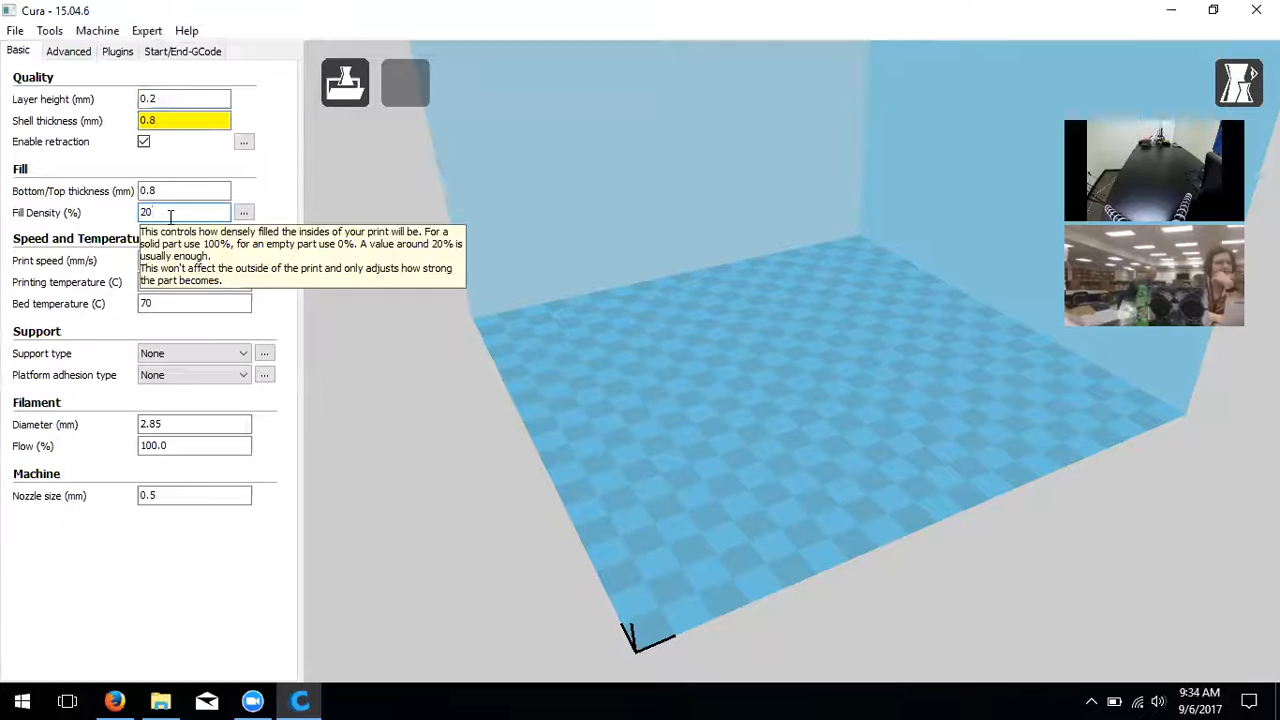 Cura - 15.04.6
File Tools Machine Expert Help
Basic Advanced Plugins Start/End-GCode
Quality
Layer height (mm) 0.2
Shell thickness (mm) 0.8
Enable retraction ...
Fill
Bottom/Top thickness (mm) 0.8
Fill Density (%) 20 ...
This controls how densely filled the insides of your print will be. For a
solid part use 100%, for an empty part use 0%. A value around 20% is
usually enough.
This won't affect the outside of the print and only adjusts how strong
the part becomes.
Speed and Temperatu
Print speed (mm/s)
Printing temperature (C)
Bed temperature (C) 70
Support
Support type None ...
Platform adhesion type None ...
Filament
Diameter (mm) 2.85
Flow (%) 100.0
Machine
Nozzle size (mm) 0.5
9:34 AM
9/6/2017